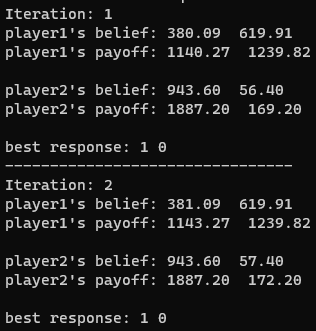 Iteration: 1
player1's belief: 380.09  619.91
player1's payoff: 1140.27  1239.82
player2's belief: 943.60  56.40
player2's payoff: 1887.20  169.20
best response: 1 0
--------------------------------
Iteration: 2
player1's belief: 381.09  619.91
player1's payoff: 1143.27  1239.82
player2's belief: 943.60  57.40
player2's payoff: 1887.20  172.20
best response: 1 0